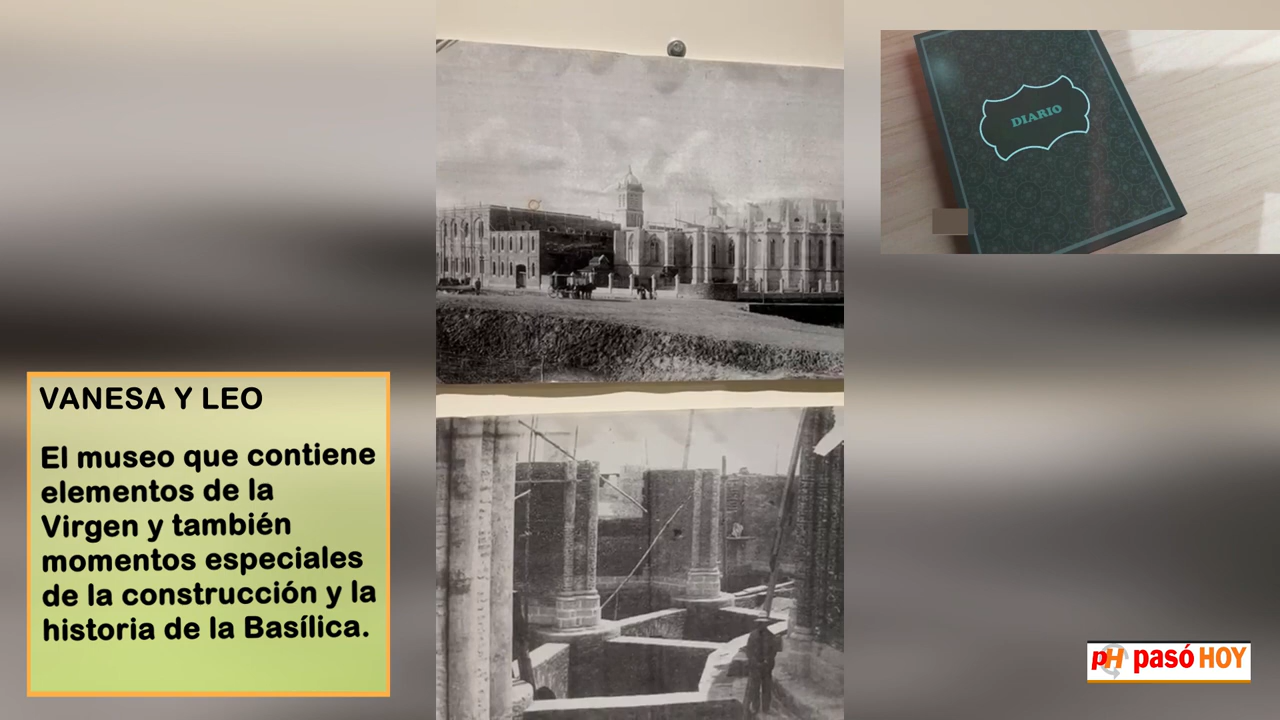 DIARIO
VANESA Y LEO
El museo que contiene
elementos de la
Virgen y también
momentos especiales
de la construcción y la
historia de la Basílica.
pH pasó HOY